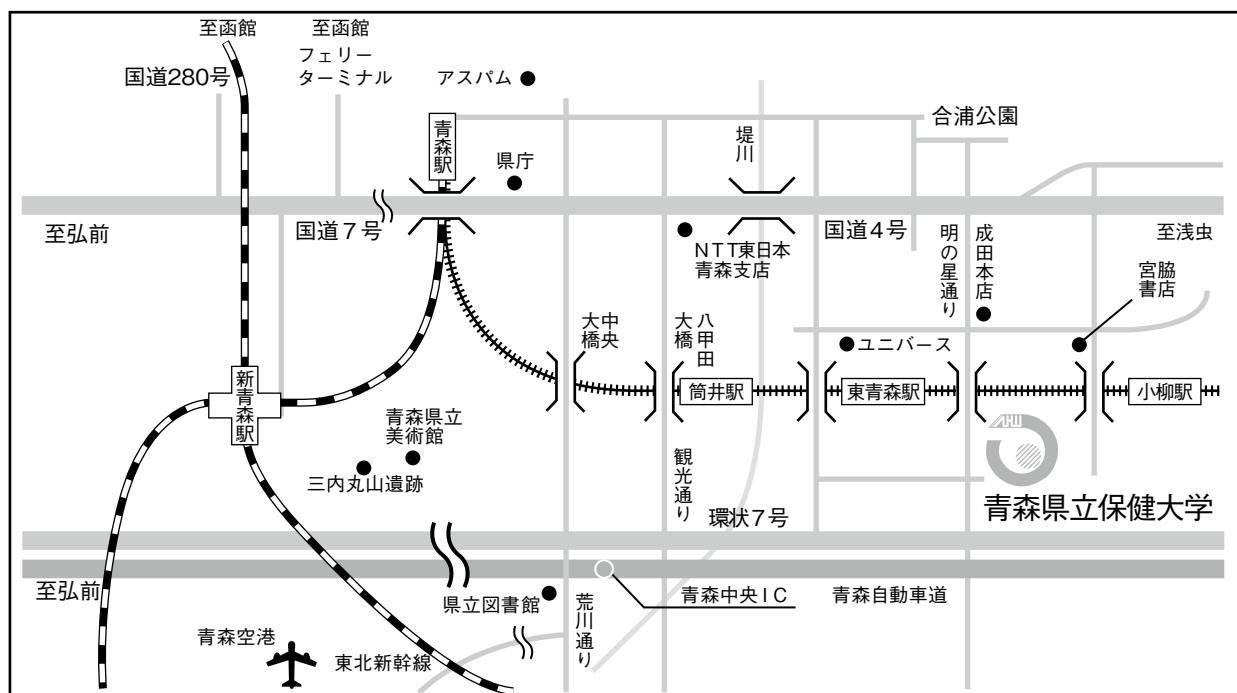 至函館
至函館
フェリー
ターミナル
国道280号
アスパム
合浦公園
青森駅
県庁
堤川
至弘前
国道7号
NTT東日本
青森支店
国道4号
明の星通り
成田本店
至浅虫
宮脇
書店
中央
大橋
八甲田
大橋
ユニバース
新青森駅
筒井駅
東青森駅
小柳駅
青森県立
美術館
三内丸山遺跡
観光通り
AHU
青森県立保健大学
環状7号
至弘前
県立図書館
荒川通り
青森中央IC
青森自動車道
青森空港
東北新幹線